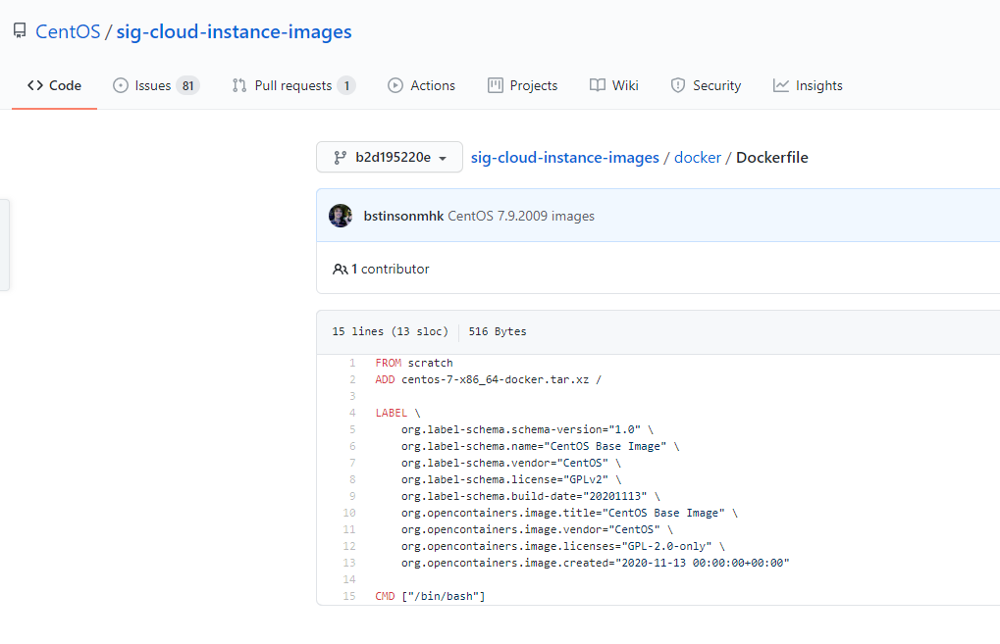 CentOS / sig-cloud-instance-images
Code Issues 81 Pull requests 1 Actions Projects Wiki Security Insights
b2d195220e sig-cloud-instance-images / docker / Dockerfile
bstinsonmhk CentOS 7.9.2009 images
1 contributor
15 lines (13 sloc) 516 Bytes
1 FROM scratch
2 ADD centos-7-x86_64-docker.tar.xz /
3
4 LABEL \
5 org.label-schema.schema-version="1.0" \
6 org.label-schema.name="CentOS Base Image" \
7 org.label-schema.vendor="CentOS" \
8 org.label-schema.license="GPLv2" \
9 org.label-schema.build-date="20201113" \
10 org.opencontainers.image.title="CentOS Base Image" \
11 org.opencontainers.image.vendor="CentOS" \
12 org.opencontainers.image.licenses="GPL-2.0-only" \
13 org.opencontainers.image.created="2020-11-13 00:00:00+00:00"
14
15 CMD ["/bin/bash"]